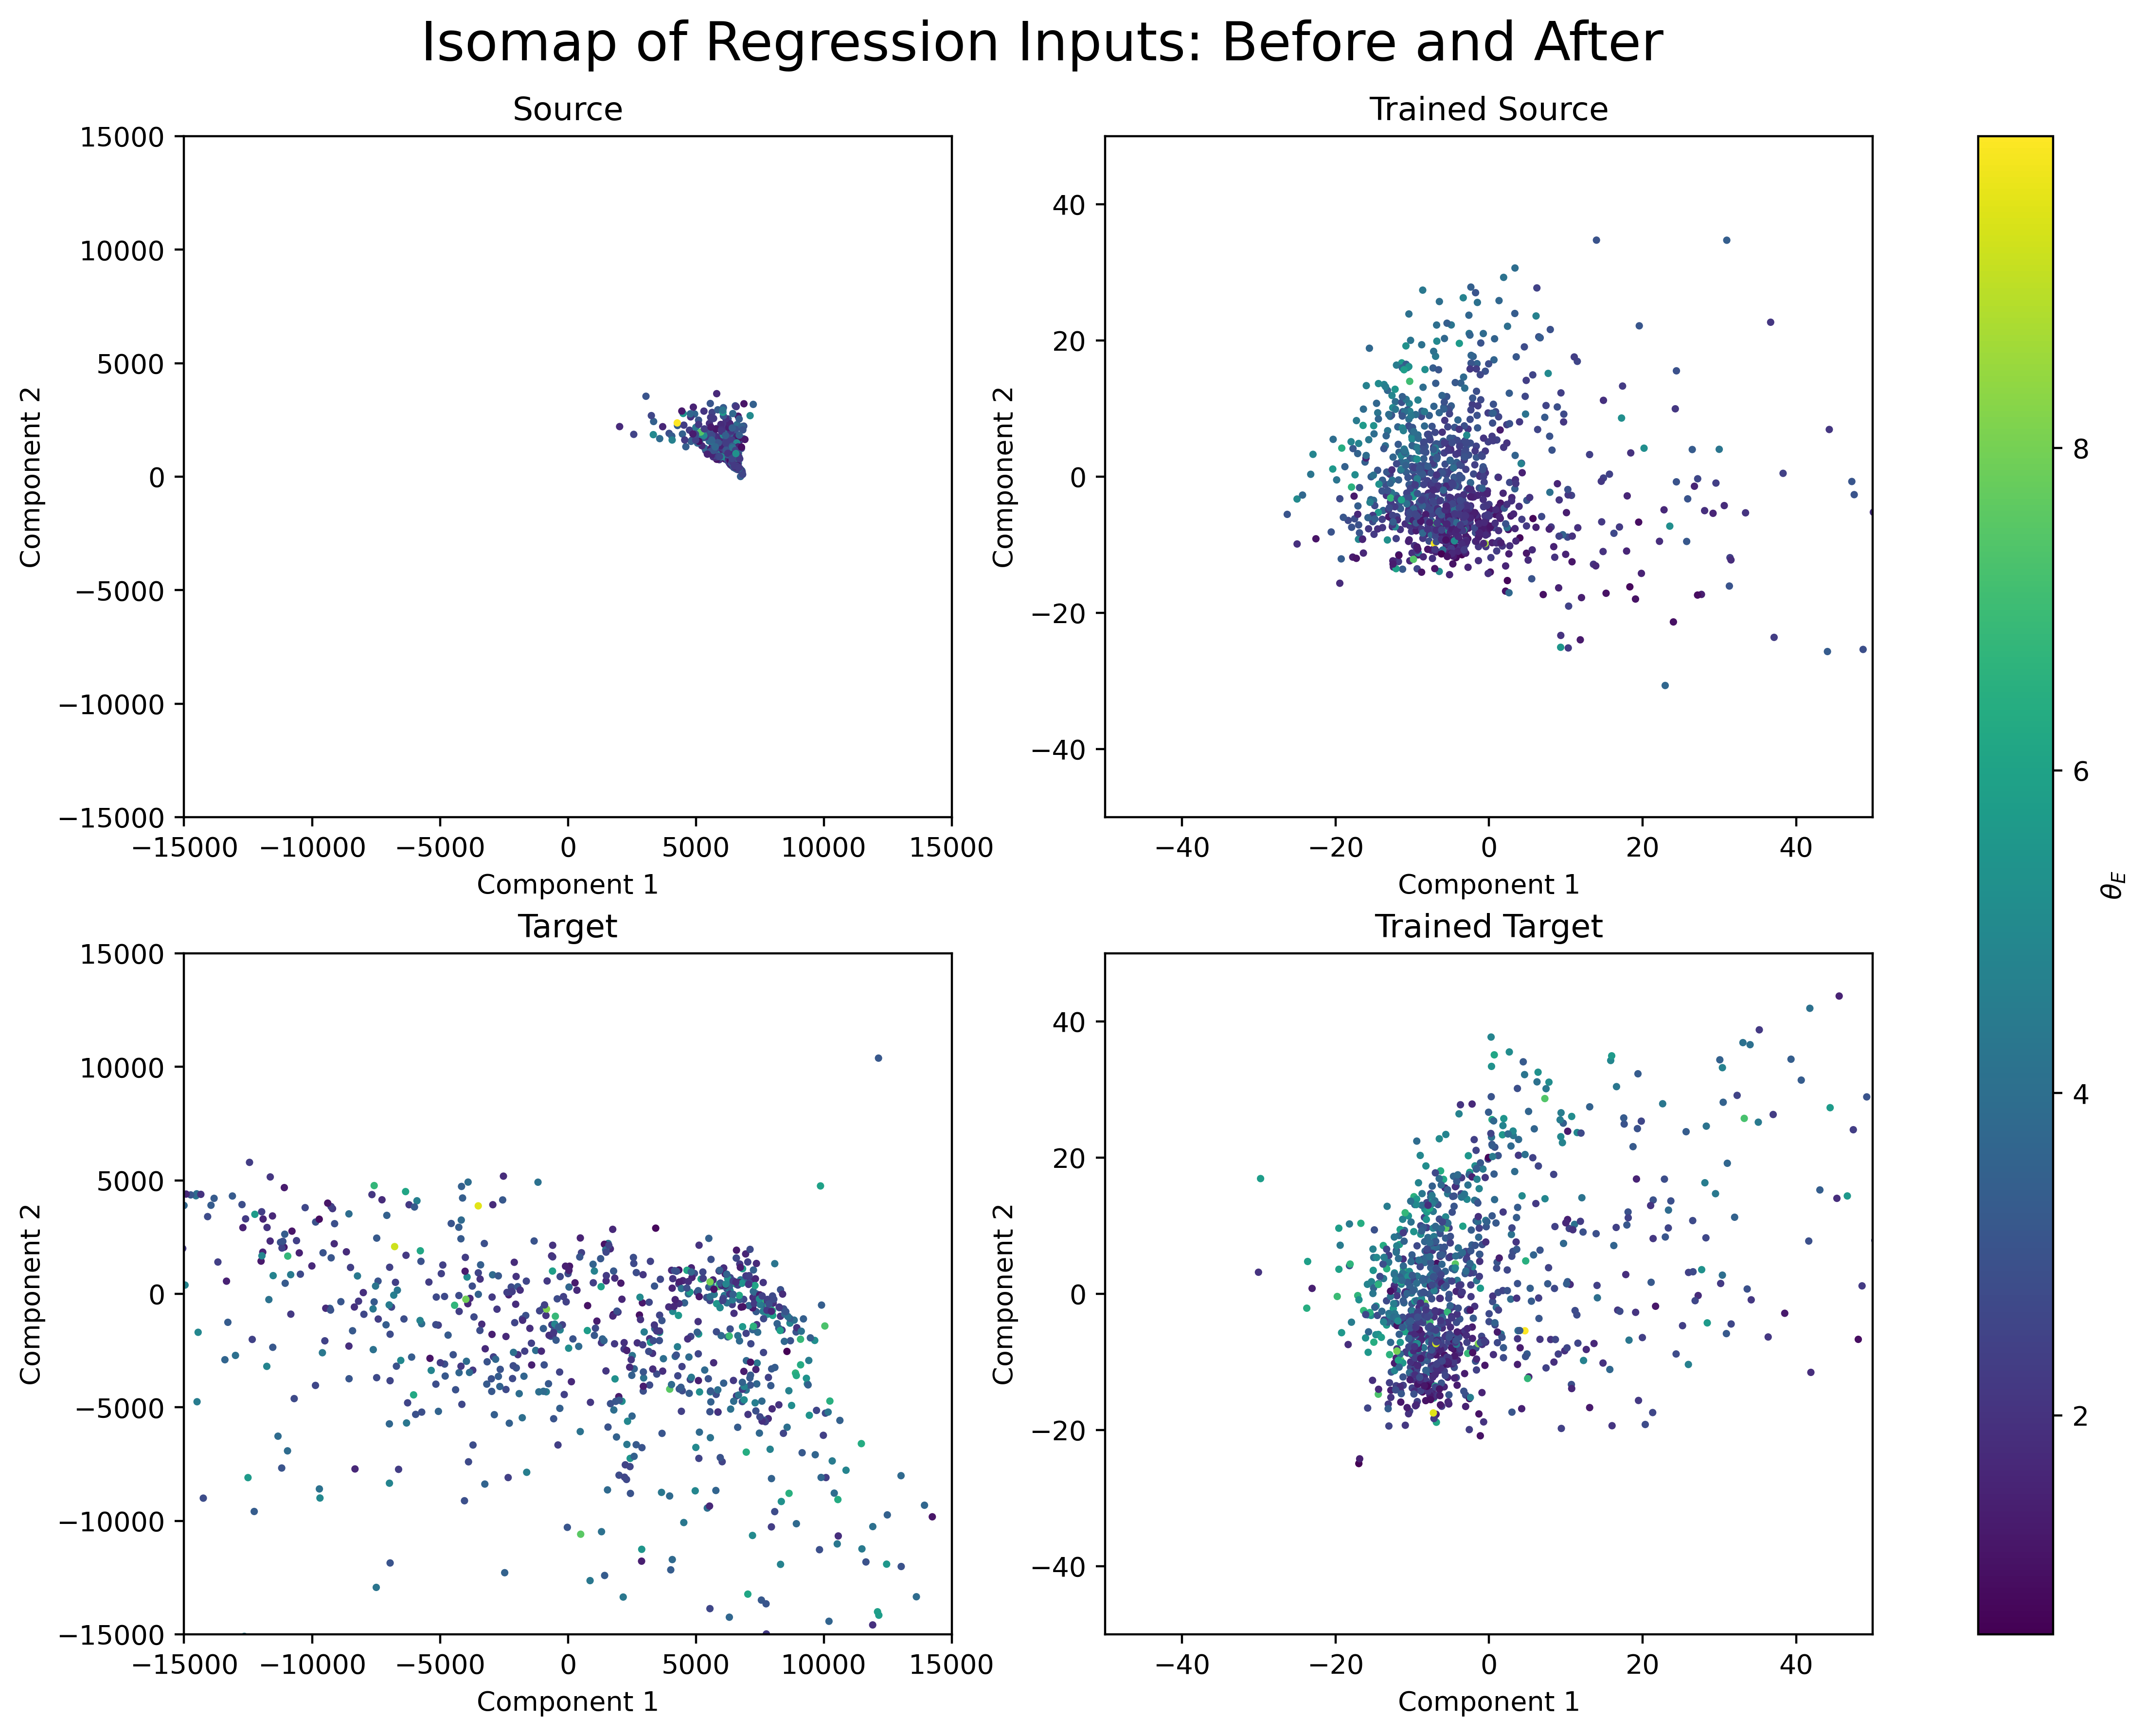 Isomap of Regression Inputs: Before and After
Source
15000
10000
5000
0
−5000
−10000
−15000
Component 2
−15000 −10000 −5000 0 5000 10000 15000
Component 1
Trained Source
40
20
0
−20
−40
Component 2
−40 −20 0 20 40
Component 1
Target
15000
10000
5000
0
−5000
−10000
−15000
Component 2
−15000 −10000 −5000 0 5000 10000 15000
Component 1
Trained Target
40
20
0
−20
−40
Component 2
−40 −20 0 20 40
Component 1
8
6
4
2
θE